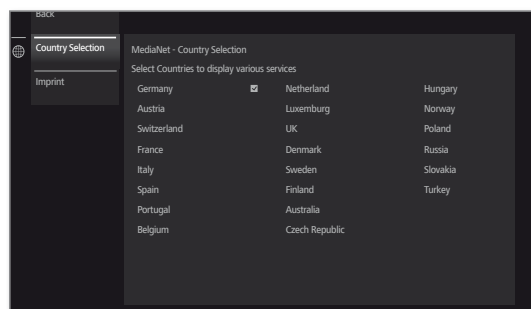 Back
Country Selection
Imprint
MediaNet - Country Selection
Select Countries to display various services
Germany Netherland Hungary
Austria Luxemburg Norway
Switzerland UK Poland
France Denmark Russia
Italy Sweden Slovakia
Spain Finland Turkey
Portugal Australia
Belgium Czech Republic